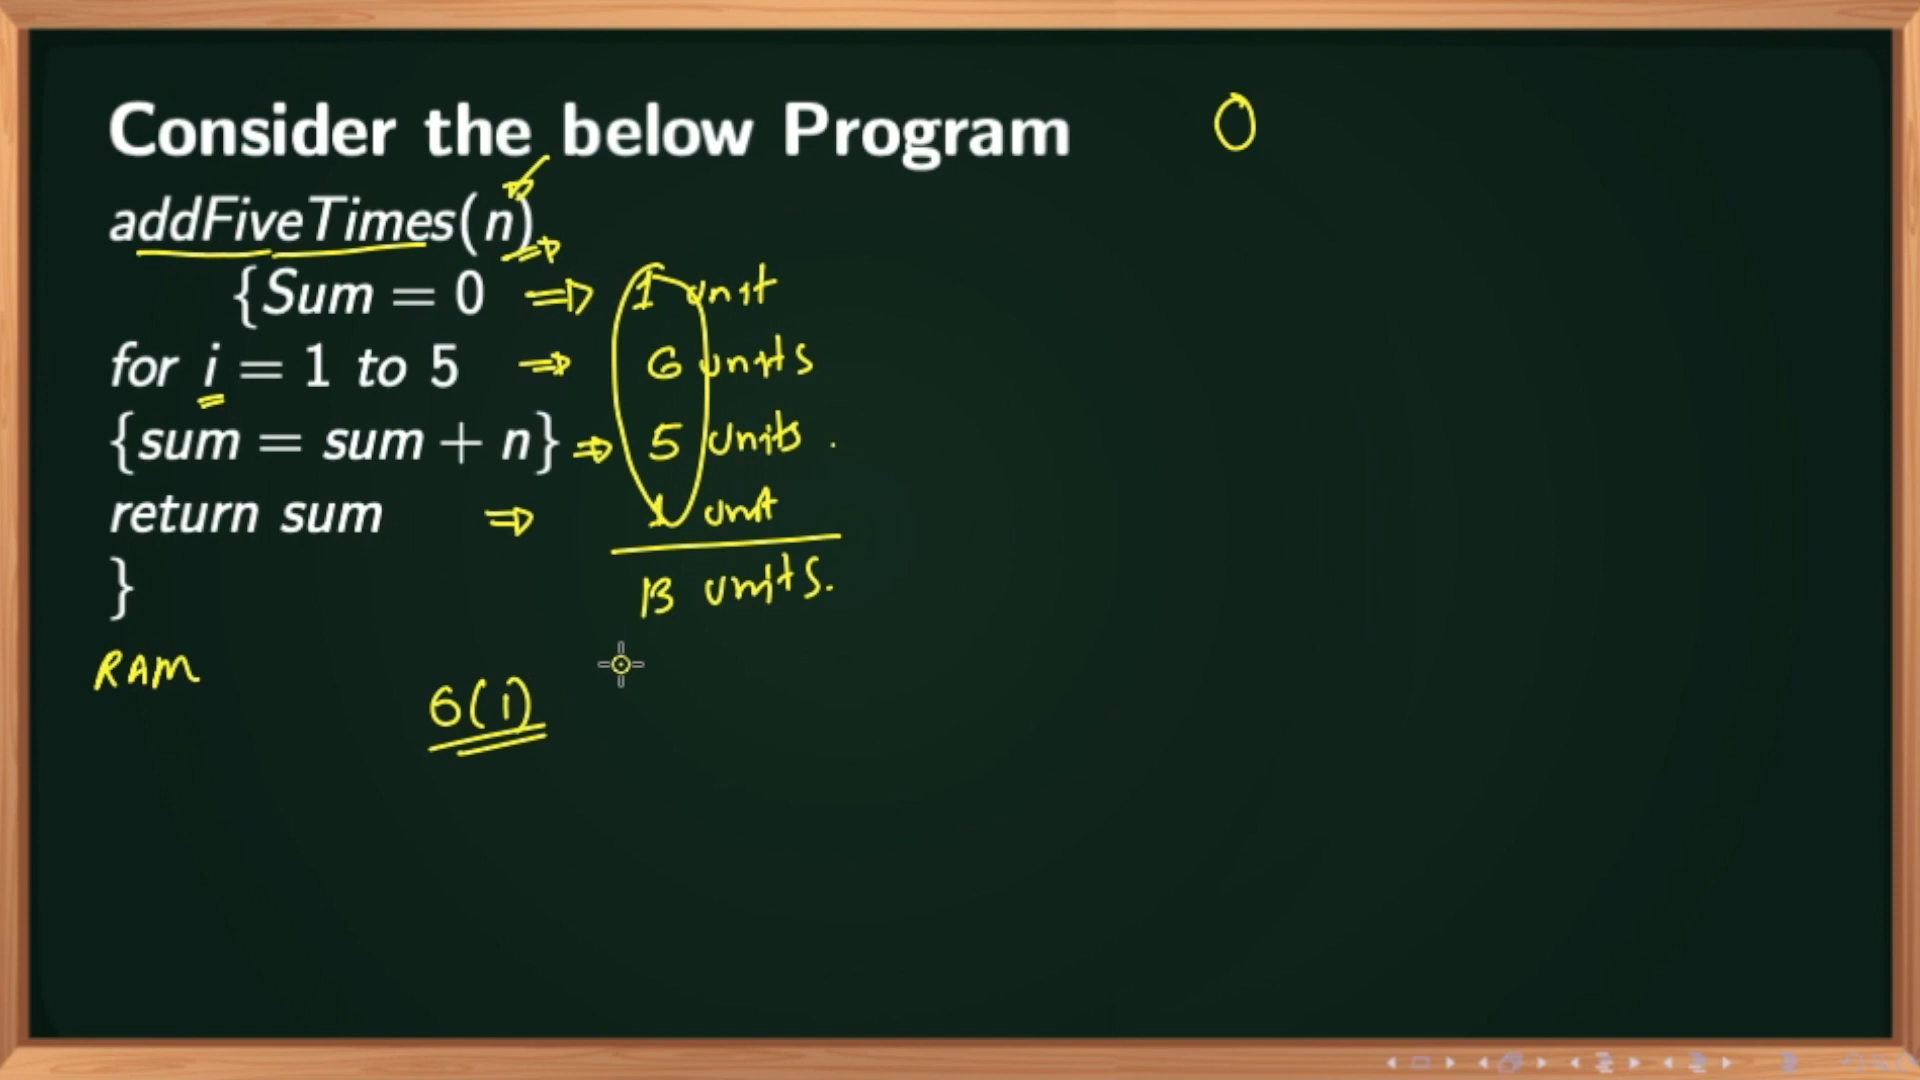 Consider the below Program 0
addFiveTimes(n)
{Sum = 0 ⇒ 1 unit
for i = 1 to 5 ⇒ 6 units
{sum = sum + n} ⇒ 5 units.
return sum ⇒ 1 unit
} 13 units.
RAM
6(1)